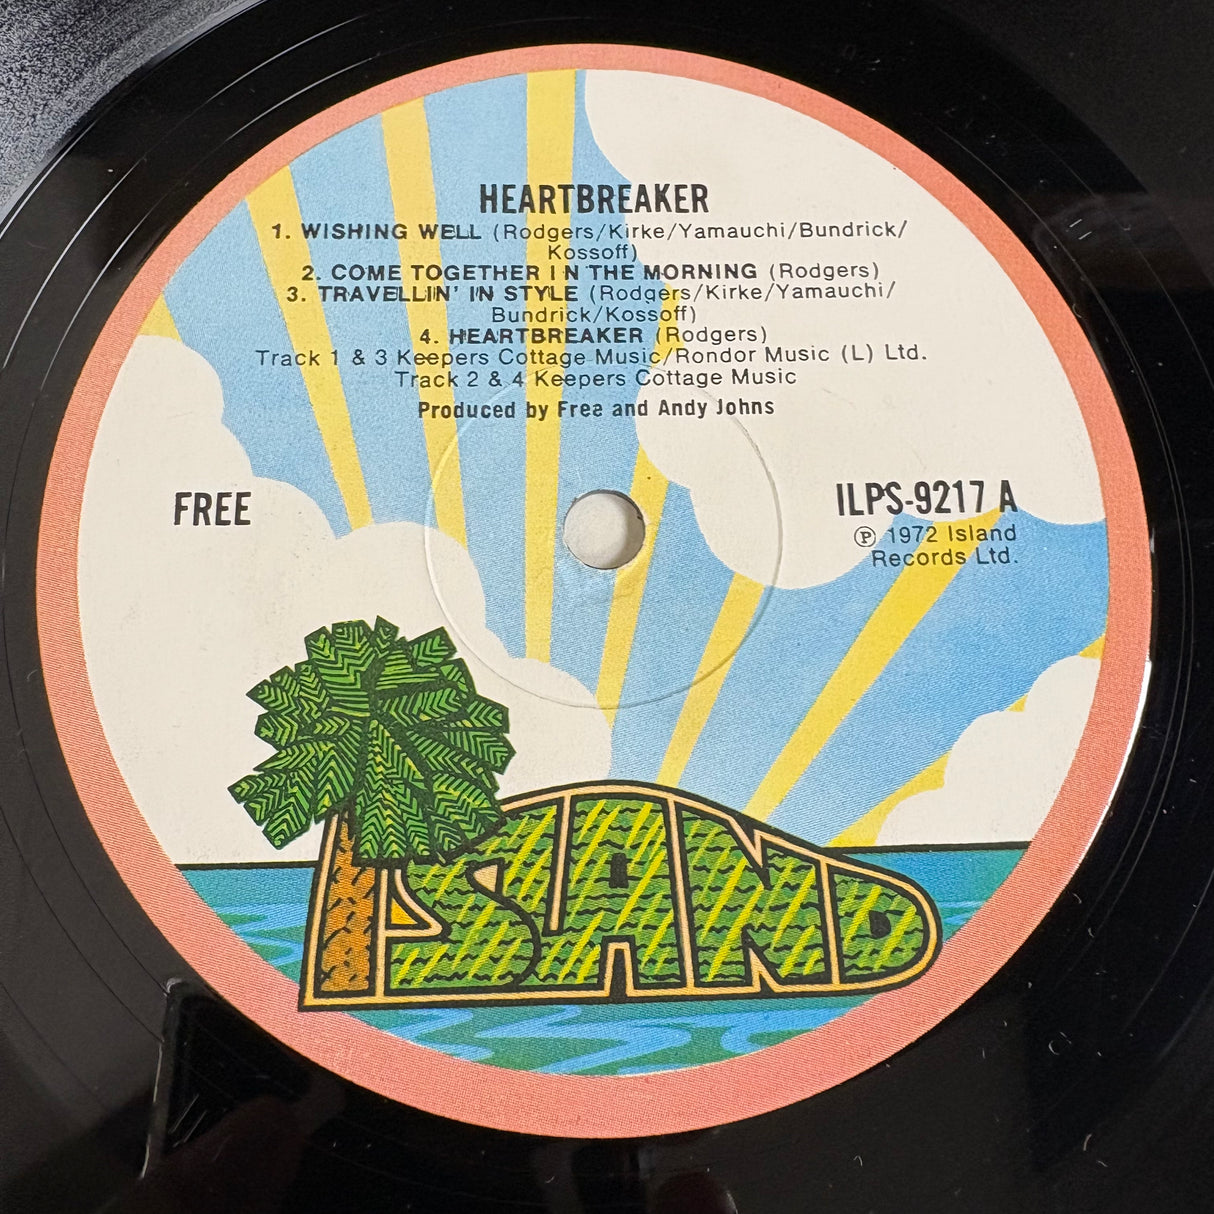 HEARTBREAKER
1. WISHING WELL (Rodgers/Kirke/Yamauchi/Bundrick/
Kossoff)
2. COME TOGETHER IN THE MORNING (Rodgers)
3. TRAVELLIN' IN STYLE (Rodgers/Kirke/Yamauchi/
Bundrick/Kossoff)
4. HEARTBREAKER (Rodgers)
Track 1 & 3 Keepers Cottage Music/Rondor Music (L) Ltd.
Track 2 & 4 Keepers Cottage Music
Produced by Free and Andy Johns
FREE
ILPS-9217 A
Ⓟ 1972 Island
Records Ltd.
ISLAND